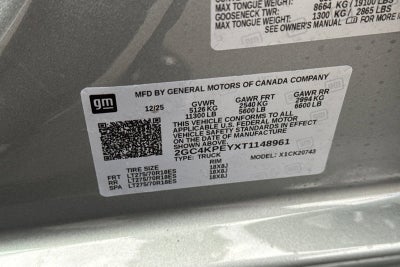 MAX TONGUE WEIGHT: 8664 KG / 19100 LBS
GOOSENECK TWR:
MAX TONGUE WEIGHT: 1300 KG / 2865 LBS
SEE OWNER'S MANUAL FOR
MFD BY GENERAL MOTORS OF CANADA COMPANY
gm
12/25 GVWR GAWR FRT GAWR RR
5126 KG 2540 KG 2994 KG
11300 LB 5600 LB 6600 LB
THIS VEHICLE CONFORMS TO ALL
APPLICABLE U.S. FEDERAL MOTOR
VEHICLE SAFETY STANDARDS IN EFFECT
ON THE DATE OF MANUFACTURE SHOWN ABOVE.
2GC4KPEYXT1148961
TYPE: TRUCK MODEL: X1CK20743
TIRE SIZE RIM
FRT LT275/70R18ES 18X8J
RR LT275/70R18ES 18X8J
SPA LT275/70R18ES 18X8J